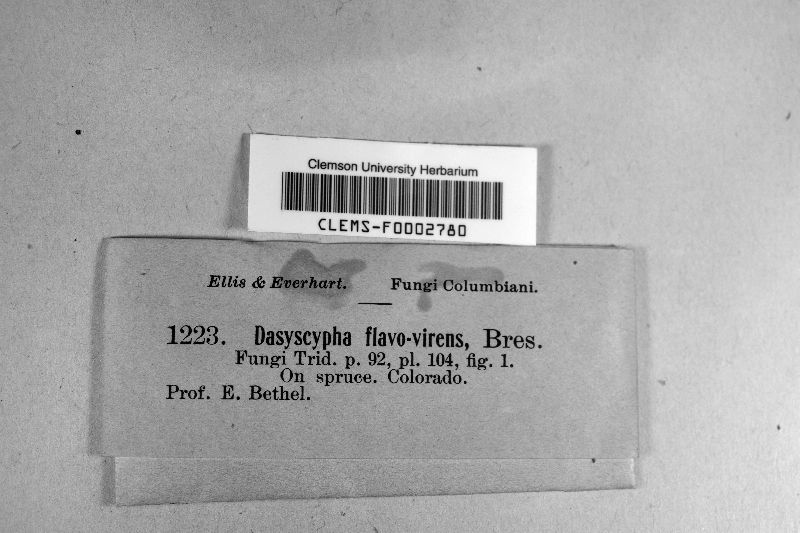 Clemson University Herbarium
CLEMS-F0002780
Ellis & Everhart. Fungi Columbiani.
1223. Dasyscypha flavo-virens, Bres.
Fungi Trid. p. 92, pl. 104, fig. 1.
On spruce. Colorado.
Prof. E. Bethel.